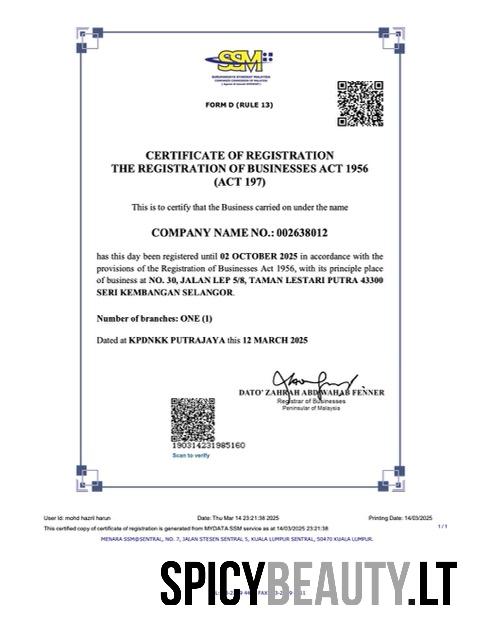 SSM
SURUHANJAYA SYARIKAT MALAYSIA
COMPANIES COMMISSION OF MALAYSIA
FORM D (RULE 13)
CERTIFICATE OF REGISTRATION
THE REGISTRATION OF BUSINESSES ACT 1956
(ACT 197)
This is to certify that the Business carried on under the name
COMPANY NAME NO.: 002638012
has this day been registered until 02 OCTOBER 2025 in accordance with the
provisions of the Registration of Businesses Act 1956, with its principle place
of business at NO. 30, JALAN LEP 5/8, TAMAN LESTARI PUTRA 43300
SERI KEMBANGAN SELANGOR.
Number of branches: ONE (1)
Dated at KPDNKK PUTRAJAYA this 12 MARCH 2025
DATO' ZAHRAH ABD WAHAB FENNER
Registrar of Businesses
Peninsular of Malaysia
190314231985160
Scan to verify
User Id: mohd hazril harun Date: Thu Mar 14 23:21:38 2025 Printing Date: 14/03/2025
This copy of certificate of registration is generated from MYDATA SSM service as at 14/03/2025 23:21:38
1/1
MENARA SSM@SENTRAL, NO. 7, JALAN STESEN SENTRAL 5, KUALA LUMPUR SENTRAL, 50470 KUALA LUMPUR.
SPICYBEAUTY.LT